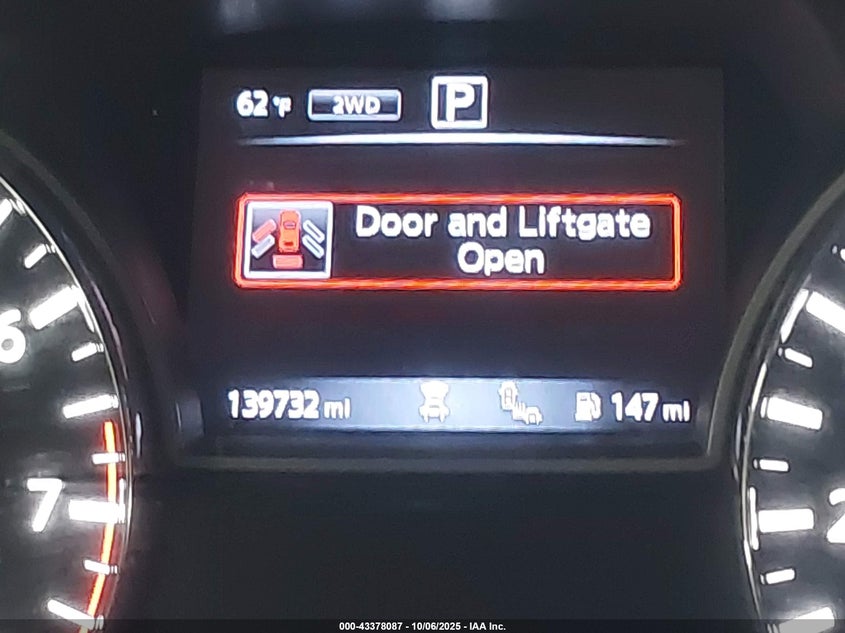 62°F 2WD P
Door and Liftgate
Open
139732 mi 147 mi
6
7
2
000-43378087 - 10/06/2025 - IAA Inc.